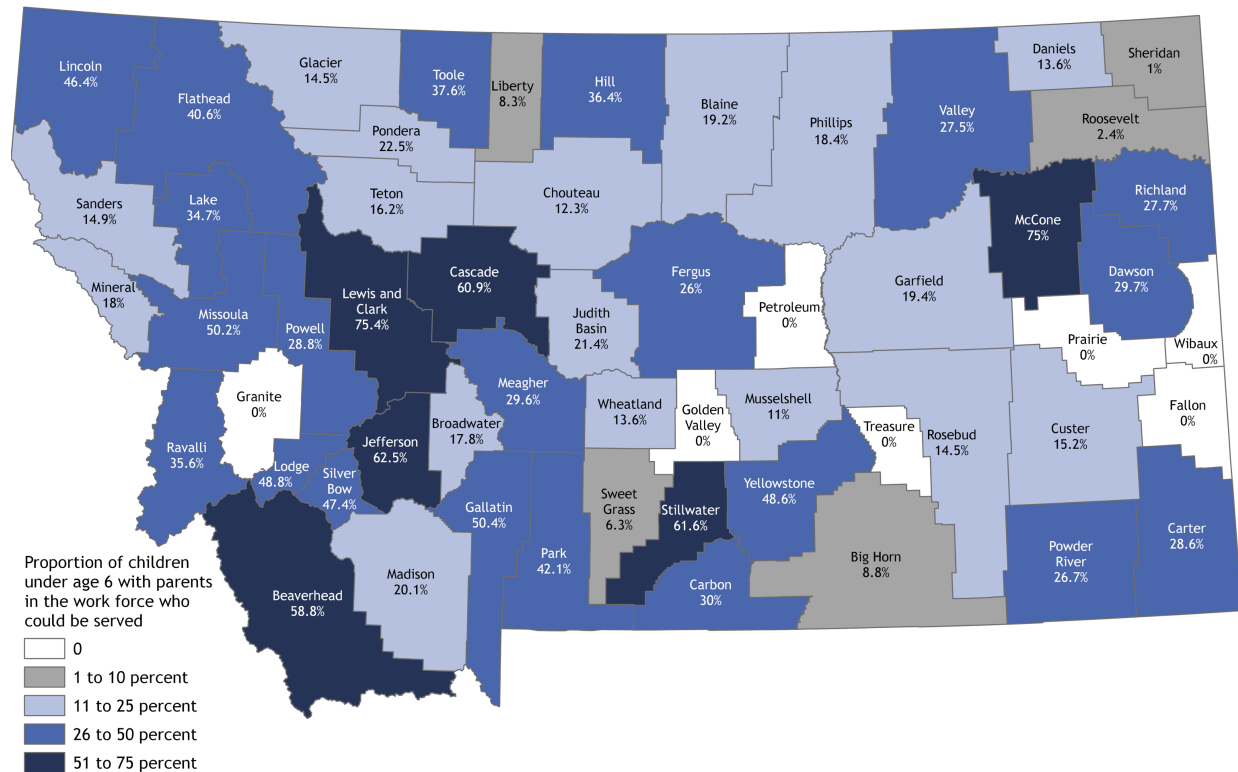 Lincoln
46.4%
Flathead
40.6%
Glacier
14.5%
Toole
37.6%
Liberty
8.3%
Hill
36.4%
Blaine
19.2%
Phillips
18.4%
Valley
27.5%
Daniels
13.6%
Sheridan
1%
Roosevelt
2.4%
Pondera
22.5%
Teton
16.2%
Chouteau
12.3%
Sanders
14.9%
Lake
34.7%
McCone
75%
Richland
27.7%
Mineral
18%
Missoula
50.2%
Powell
28.8%
Lewis and
Clark
75.4%
Cascade
60.9%
Judith
Basin
21.4%
Fergus
26%
Petroleum
0%
Garfield
19.4%
Dawson
29.7%
Prairie
0%
Wibaux
0%
Granite
0%
Ravalli
35.6%
Lodge
48.8%
Silver
Bow
47.4%
Jefferson
62.5%
Broadwater
17.8%
Meagher
29.6%
Wheatland
13.6%
Golden
Valley
0%
Musselshell
11%
Treasure
0%
Rosebud
14.5%
Custer
15.2%
Fallon
0%
Gallatin
50.4%
Park
42.1%
Sweet
Grass
6.3%
Stillwater
61.6%
Yellowstone
48.6%
Big Horn
8.8%
Powder
River
26.7%
Carter
28.6%
Beaverhead
58.8%
Madison
20.1%
Carbon
30%
Proportion of children
under age 6 with parents
in the work force who
could be served
0
1 to 10 percent
11 to 25 percent
26 to 50 percent
51 to 75 percent